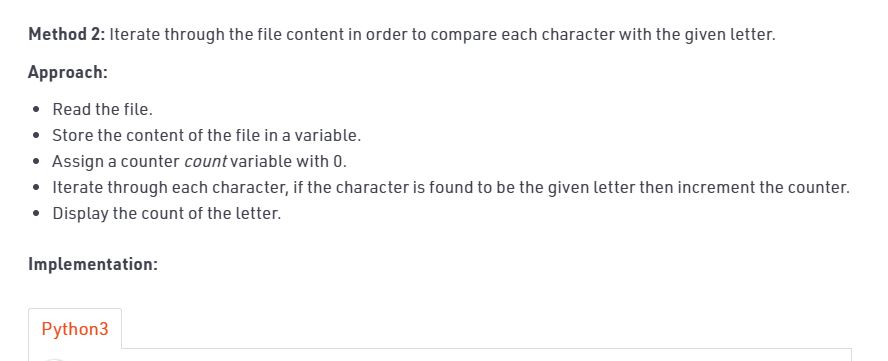 Method 2: Iterate through the file content in order to compare each character with the given letter.
Approach:
• Read the file.
• Store the content of the file in a variable.
• Assign a counter count variable with 0.
• Iterate through each character, if the character is found to be the given letter then increment the counter.
• Display the count of the letter.
Implementation:
Python3